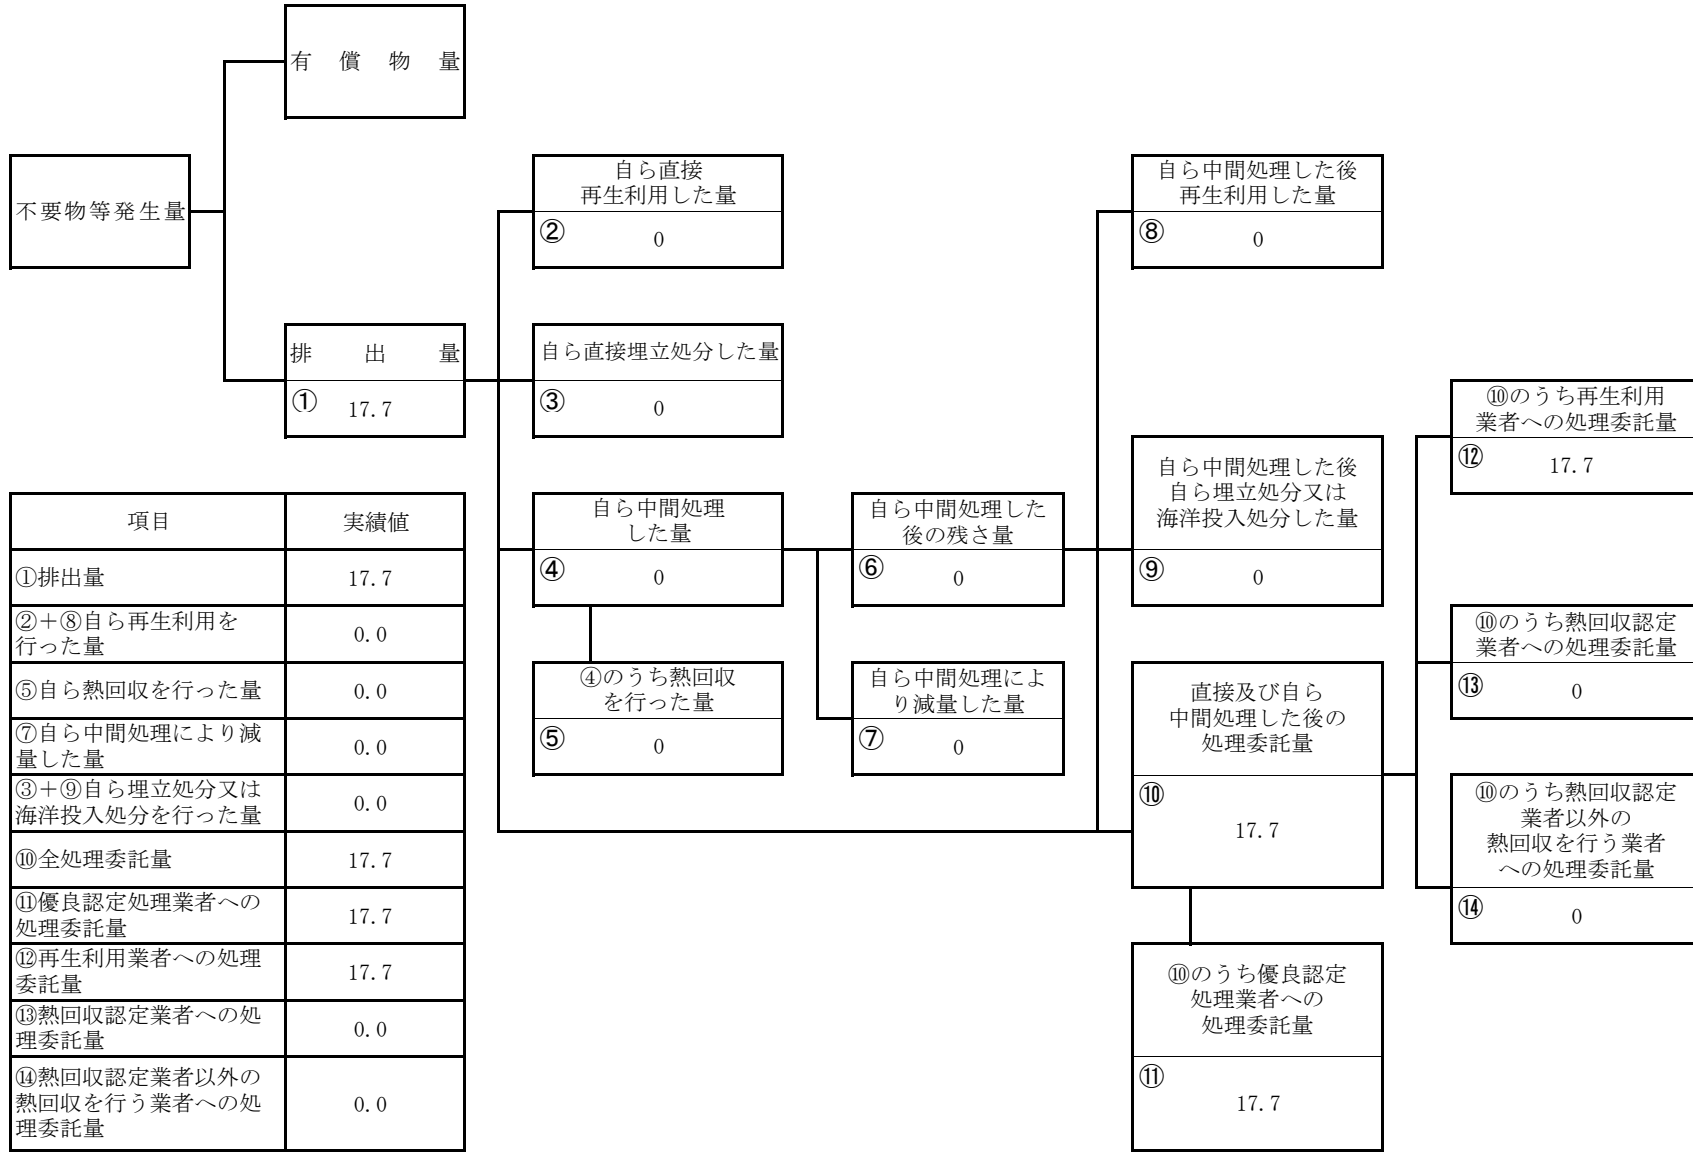 有償物量
不要物等発生量
排出量
① 17.7
自ら直接
再生利用した量
② 0
自ら直接埋立処分した量
③ 0
自ら中間処理
した量
④ 0
④のうち熱回収
を行った量
⑤ 0
自ら中間処理した
後の残さ量
⑥ 0
自ら中間処理によ
り減量した量
⑦ 0
自ら中間処理した後
再生利用した量
⑧ 0
自ら中間処理した後
自ら埋立処分又は
海洋投入処分した量
⑨ 0
直接及び自ら
中間処理した後の
処理委託量
⑩
17.7
⑩のうち優良認定
処理業者への
処理委託量
⑪
17.7
⑩のうち再生利用
業者への処理委託量
⑫ 17.7
⑩のうち熱回収認定
業者への処理委託量
⑬ 0
⑩のうち熱回収認定
業者以外の
熱回収を行う業者
への処理委託量
⑭ 0
項目 実績値
①排出量 17.7
②＋⑧自ら再生利用を
行った量 0.0
⑤自ら熱回収を行った量 0.0
⑦自ら中間処理により減
量した量 0.0
③＋⑨自ら埋立処分又は
海洋投入処分を行った量 0.0
⑩全処理委託量 17.7
⑪優良認定処理業者への
処理委託量 17.7
⑫再生利用業者への処理
委託量 17.7
⑬熱回収認定業者への処
理委託量 0.0
⑭熱回収認定業者以外の
熱回収を行う業者への処
理委託量 0.0